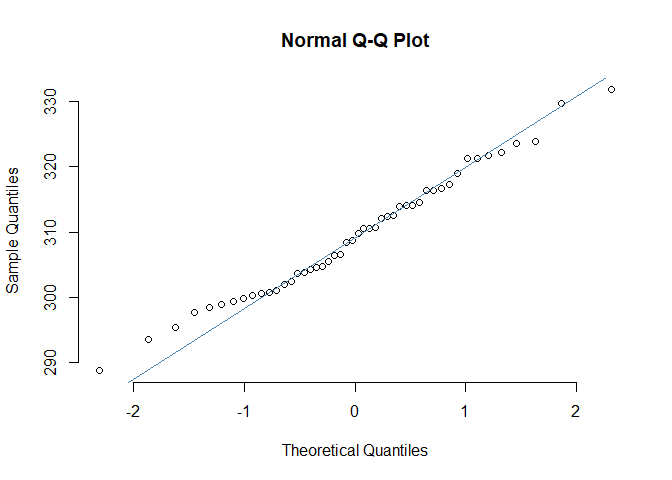 Normal Q-Q Plot
Sample Quantiles
330
320
310
300
290
-2 -1 0 1 2
Theoretical Quantiles